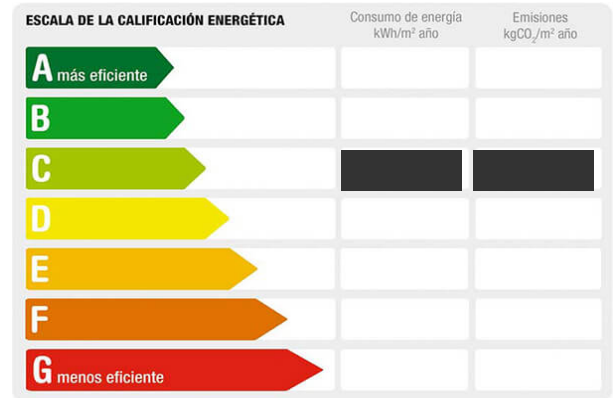 ESCALA DE LA CALIFICACIÓN ENERGÉTICA
Consumo de energía
kWh/m² año
Emisiones
kgCO₂/m² año
A más eficiente
B
C
D
E
F
G menos eficiente